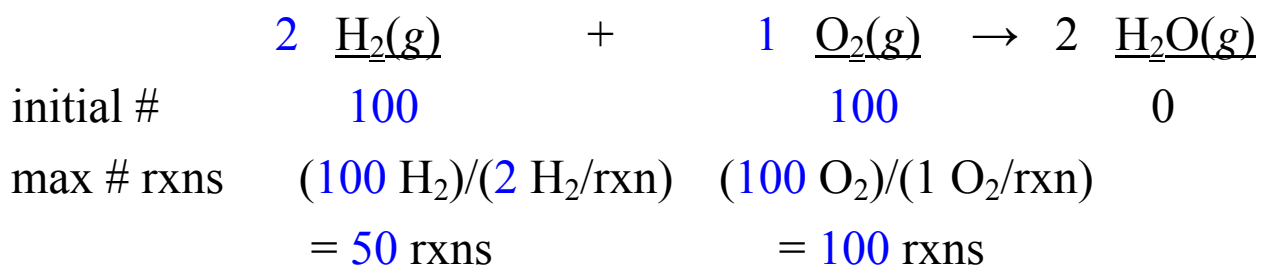 2 H₂(g) + 1 O₂(g) → 2 H₂O(g)
initial # 100 100 0
max # rxns (100 H₂)/(2 H₂/rxn) (100 O₂)/(1 O₂/rxn)
= 50 rxns = 100 rxns